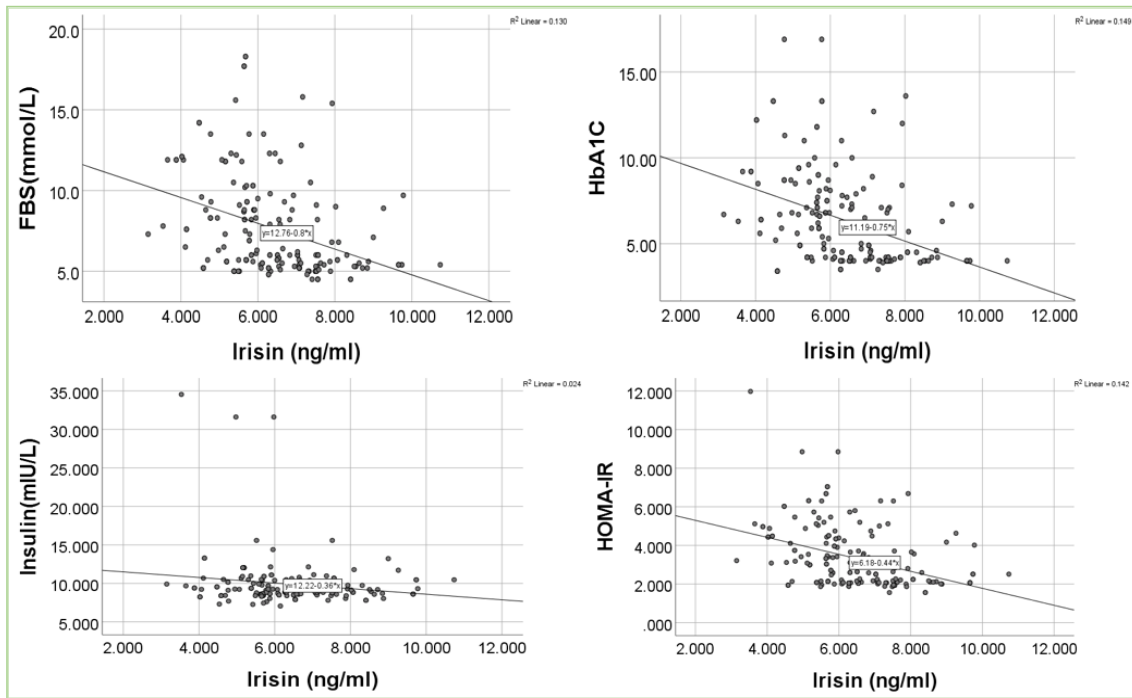 R² Linear = 0.130
20.0
15.0
10.0
5.0
FBS(mmol/L)
y=12.76-0.8*x
2.000 4.000 6.000 8.000 10.000 12.000
Irisin (ng/ml)
R² Linear = 0.149
15.00
10.00
5.00
HbA1C
y=11.19-0.75*x
2.000 4.000 6.000 8.000 10.000 12.000
Irisin (ng/ml)
R² Linear = 0.024
35.000
30.000
25.000
20.000
15.000
10.000
5.000
Insulin(mIU/L)
y=12.22-0.36*x
2.000 4.000 6.000 8.000 10.000 12.000
Irisin (ng/ml)
R² Linear = 0.142
12.000
10.000
8.000
6.000
4.000
2.000
.000
HOMA-IR
y=6.18-0.44*x
2.000 4.000 6.000 8.000 10.000 12.000
Irisin (ng/ml)